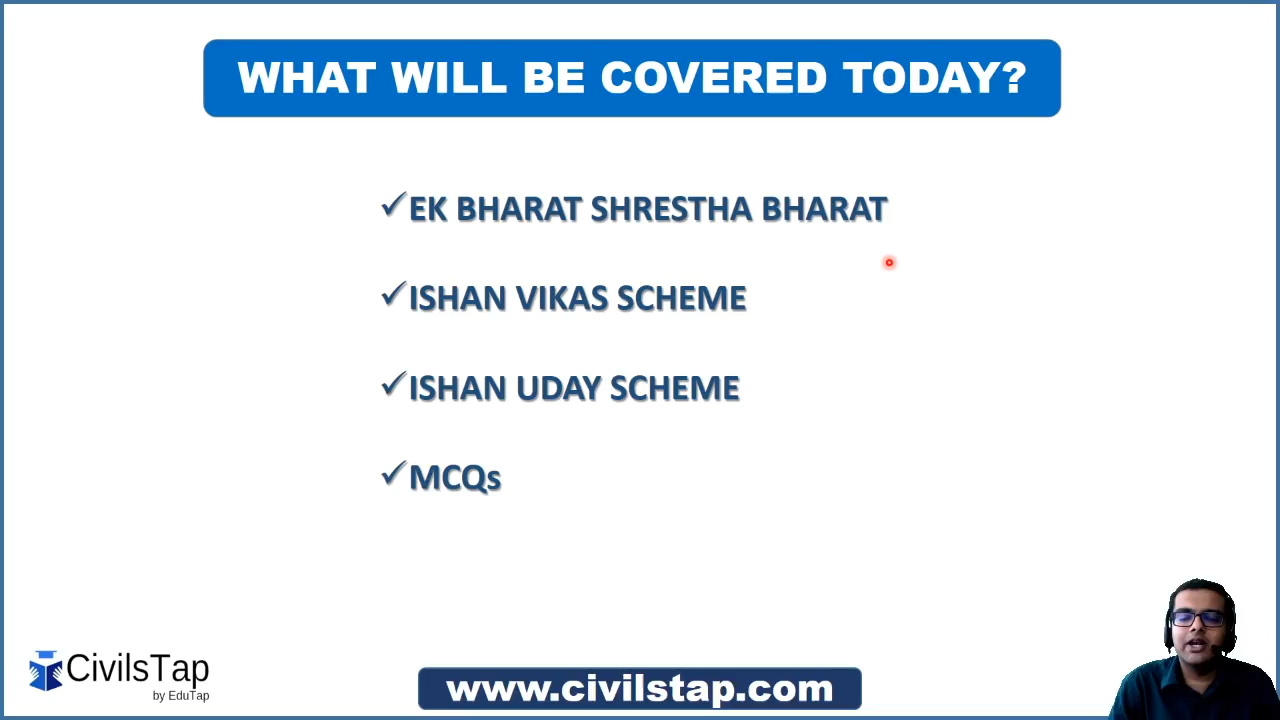 WHAT WILL BE COVERED TODAY?
✓EK BHARAT SHRESTHA BHARAT
✓ISHAN VIKAS SCHEME
✓ISHAN UDAY SCHEME
✓MCQs
CivilsTap
by EduTap
www.civilstap.com